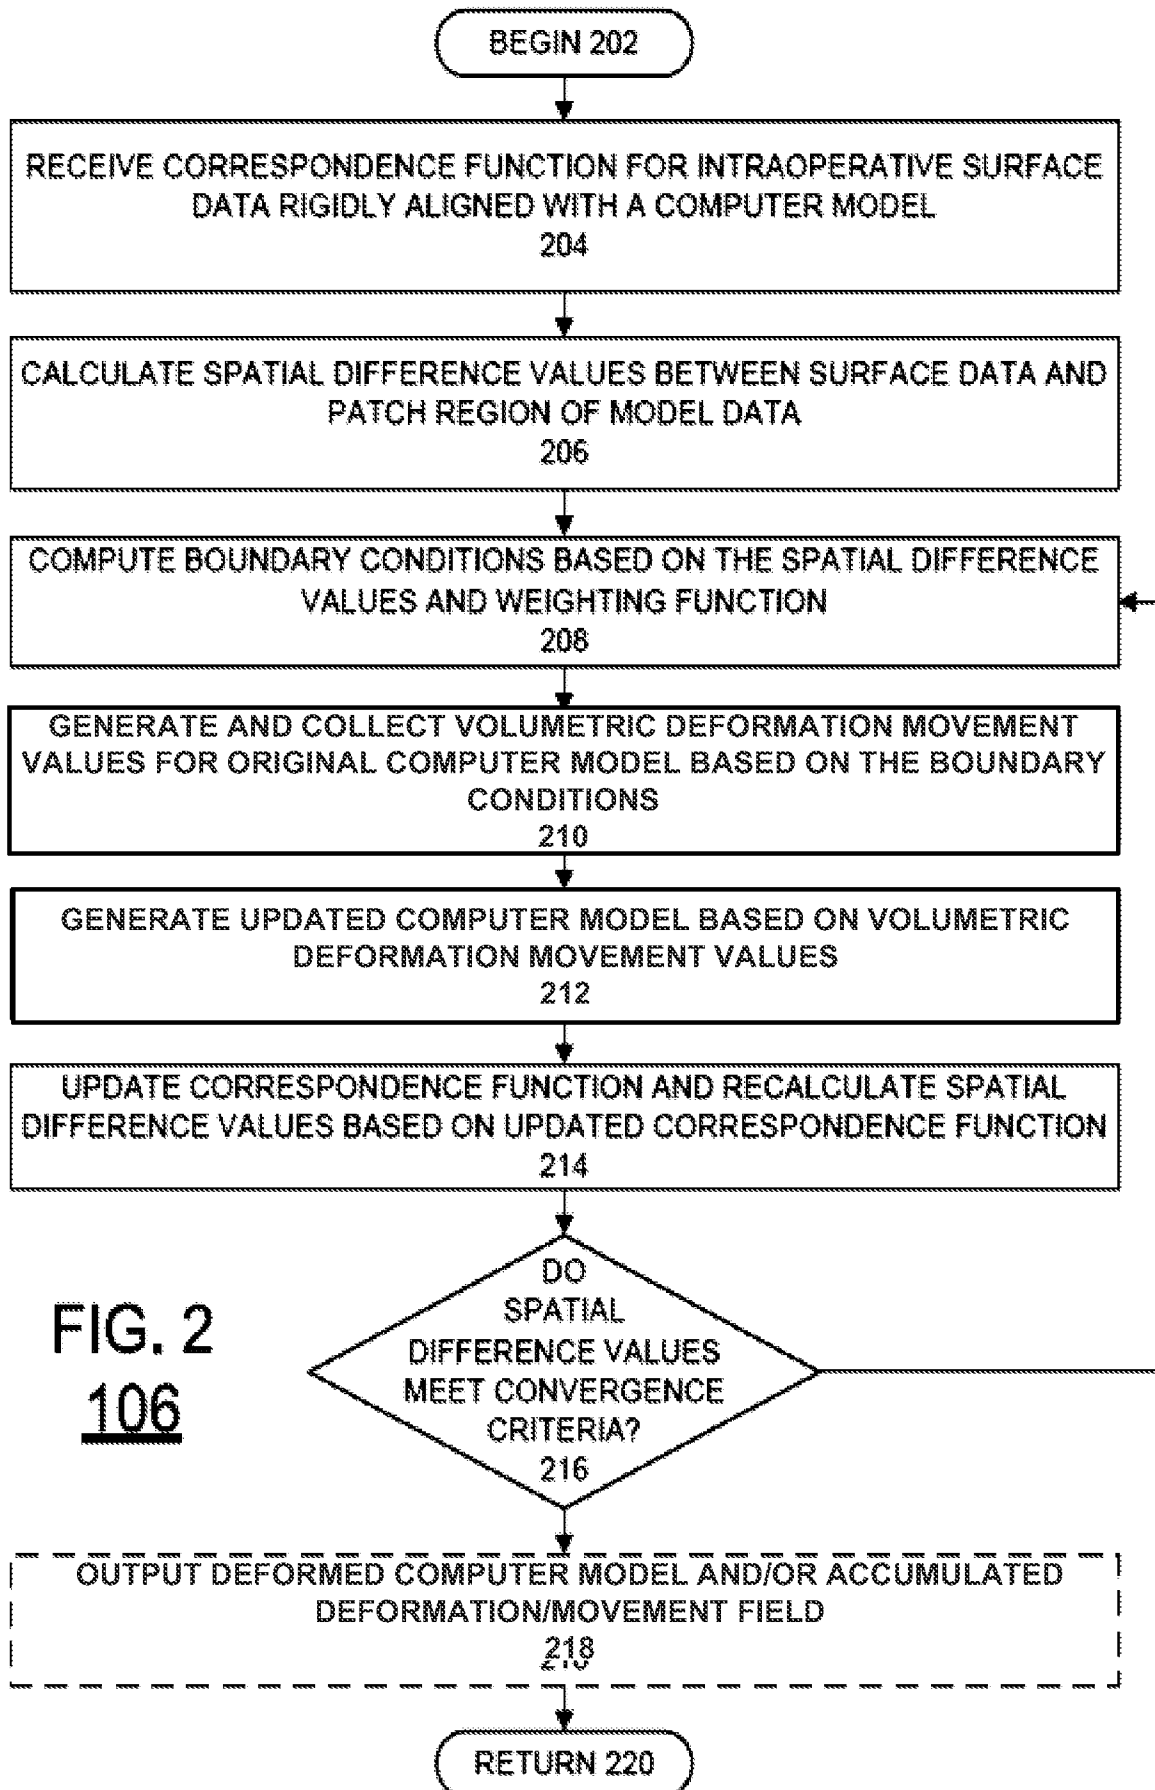 BEGIN 202
RECEIVE CORRESPONDENCE FUNCTION FOR INTRAOPERATIVE SURFACE
DATA RIGIDLY ALIGNED WITH A COMPUTER MODEL
204
CALCULATE SPATIAL DIFFERENCE VALUES BETWEEN SURFACE DATA AND
PATCH REGION OF MODEL DATA
206
COMPUTE BOUNDARY CONDITIONS BASED ON THE SPATIAL DIFFERENCE
VALUES AND WEIGHTING FUNCTION
208
GENERATE AND COLLECT VOLUMETRIC DEFORMATION MOVEMENT
VALUES FOR ORIGINAL COMPUTER MODEL BASED ON THE BOUNDARY
CONDITIONS
210
GENERATE UPDATED COMPUTER MODEL BASED ON VOLUMETRIC
DEFORMATION MOVEMENT VALUES
212
UPDATE CORRESPONDENCE FUNCTION AND RECALCULATE SPATIAL
DIFFERENCE VALUES BASED ON UPDATED CORRESPONDENCE FUNCTION
214
DO
SPATIAL
DIFFERENCE VALUES
MEET CONVERGENCE
CRITERIA?
216
FIG. 2
106
OUTPUT DEFORMED COMPUTER MODEL AND/OR ACCUMULATED
DEFORMATION/MOVEMENT FIELD
218
RETURN 220